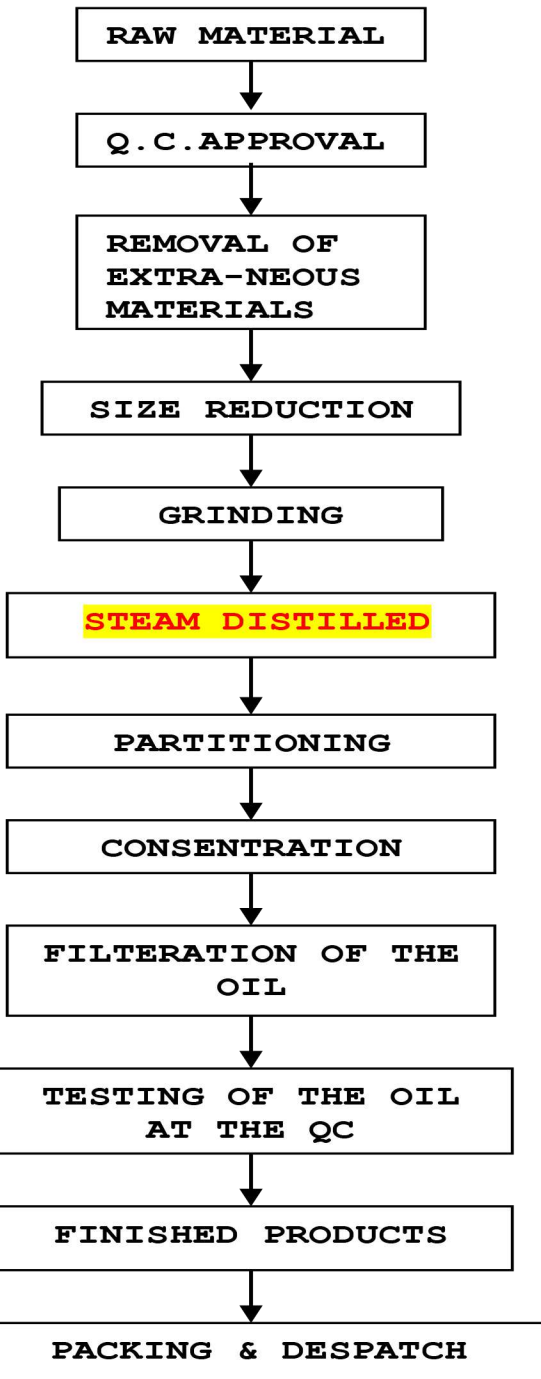 RAW MATERIAL
Q.C.APPROVAL
REMOVAL OF
EXTRA-NEOUS
MATERIALS
SIZE REDUCTION
GRINDING
STEAM DISTILLED
PARTITIONING
CONSENTRATION
FILTERATION OF THE
OIL
TESTING OF THE OIL
AT THE QC
FINISHED PRODUCTS
PACKING & DESPATCH